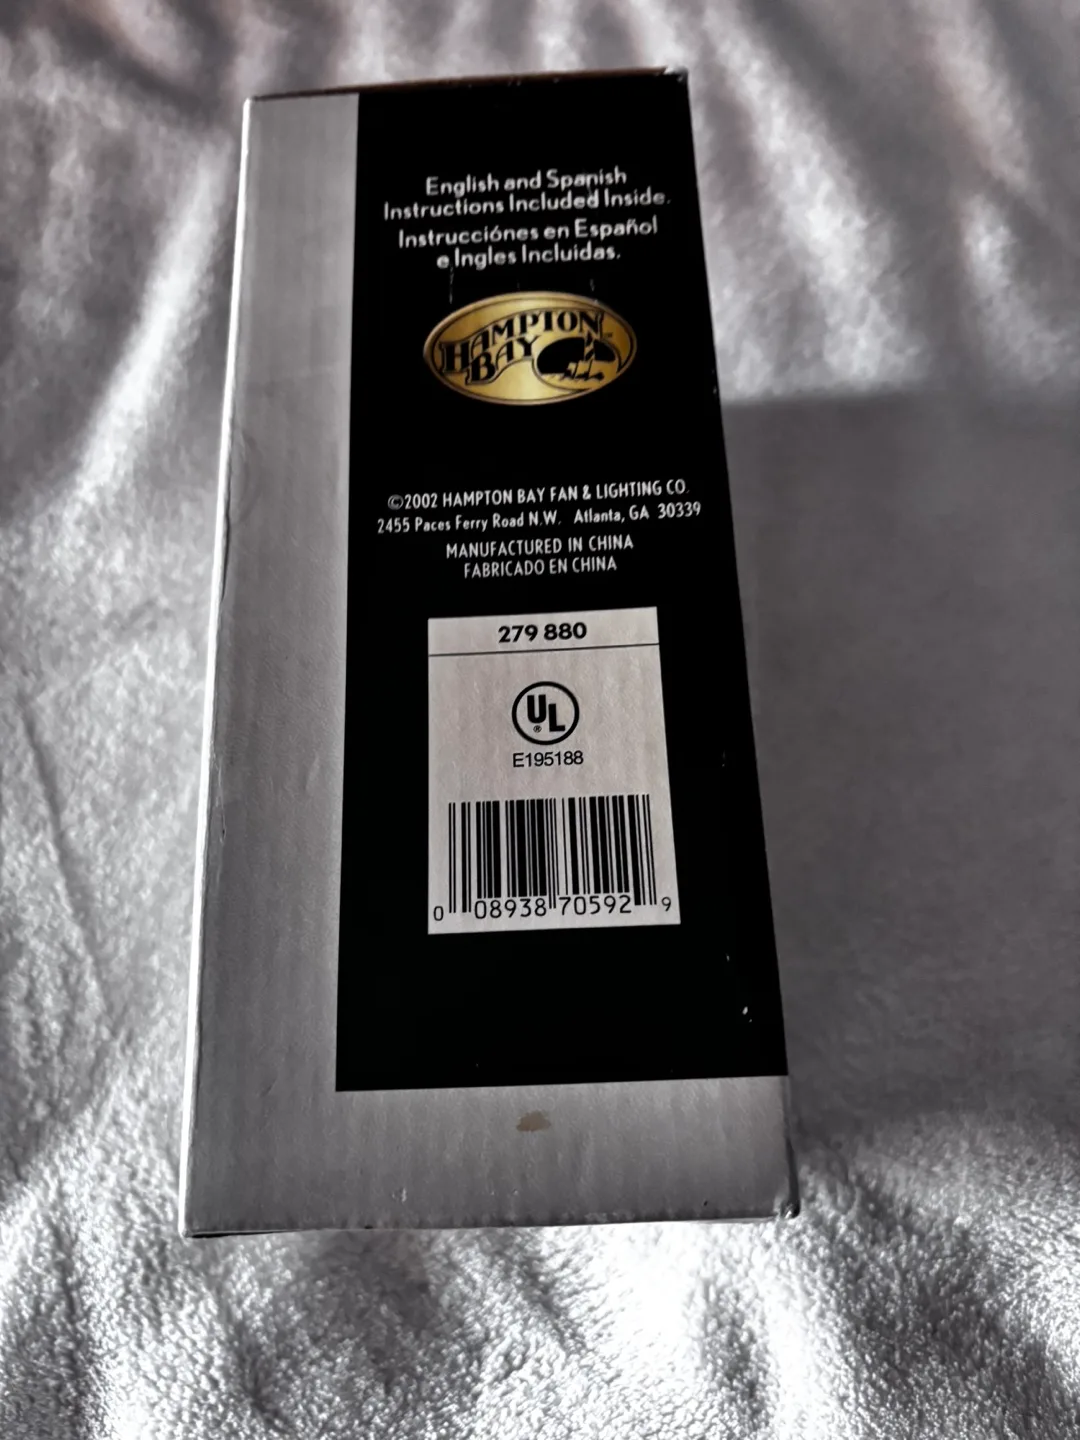 English and Spanish
Instructions Included Inside.
Instrucciónes en Español
e Ingles Incluidas.
HAMPTON
BAY
©2002 HAMPTON BAY FAN & LIGHTING CO.
2455 Paces Ferry Road N.W. Atlanta, GA 30339
MANUFACTURED IN CHINA
FABRICADO EN CHINA
279 880
UL®
E195188
0 08938 70592 9